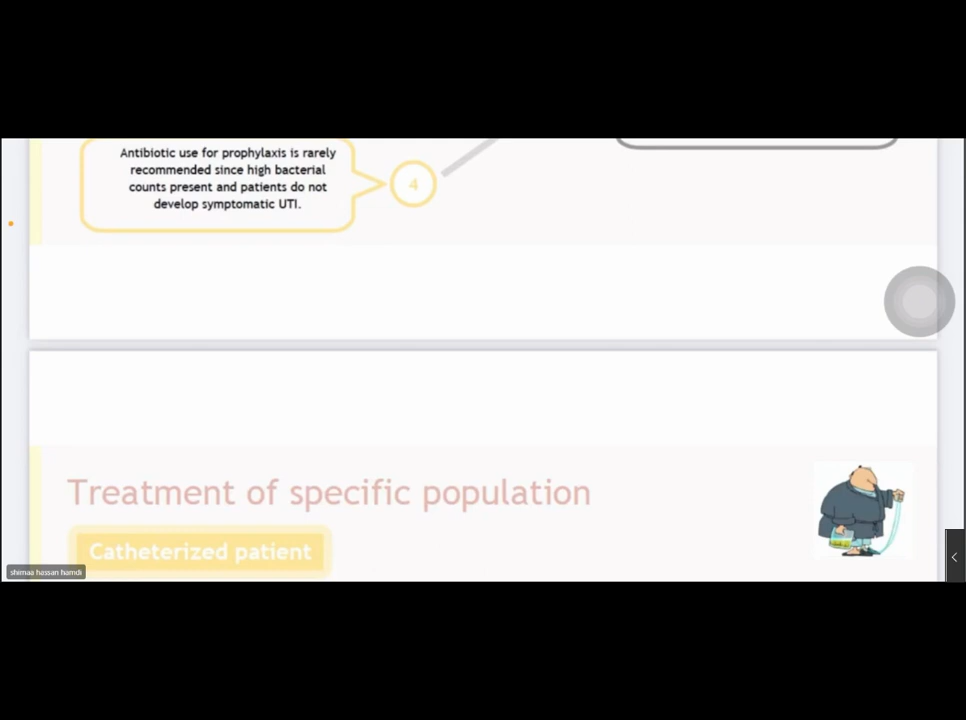 Antibiotic use for prophylaxis is rarely
recommended since high bacterial
counts present and patients do not
develop symptomatic UTI.
4
Treatment of specific population
Catheterized patient
shimaa hassan hamdi